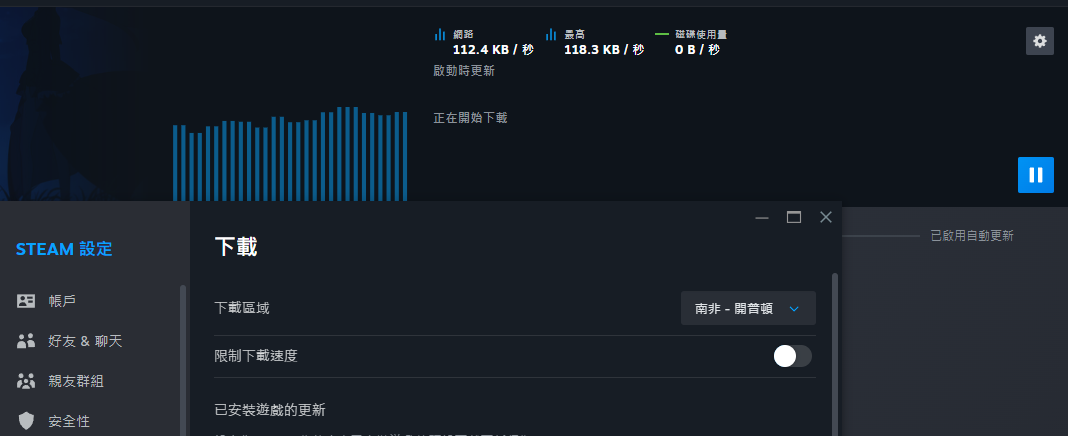 網路
112.4 KB / 秒
最高
118.3 KB / 秒
磁碟使用量
0 B / 秒
啟動時更新
正在開始下載
已啟用自動更新
STEAM 設定
帳戶
好友 & 聊天
親友群組
安全性
下載
下載區域
南非 - 開普頓
限制下載速度
已安裝遊戲的更新